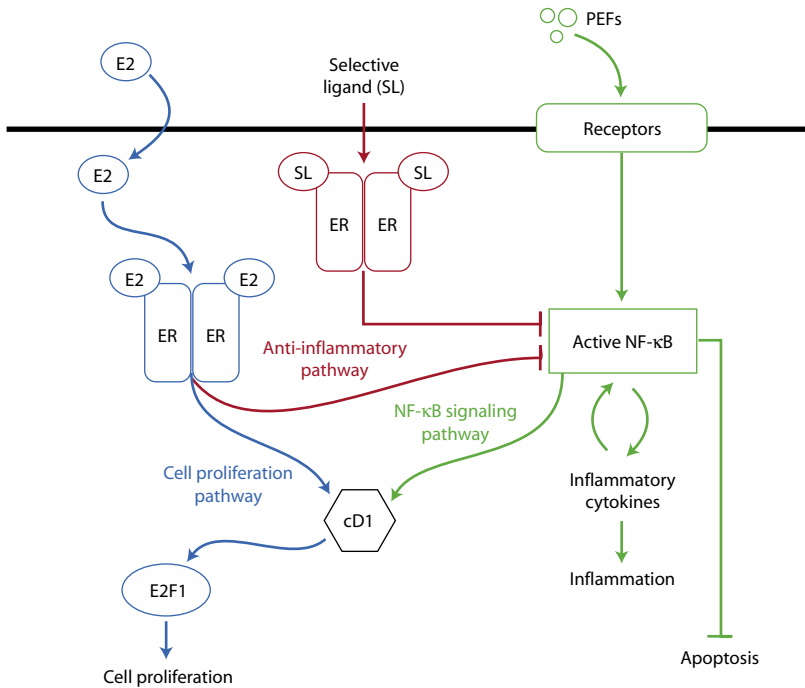 PEFs
E2
Selective
ligand (SL)
Receptors
E2
SL
SL
ER
ER
E2
E2
ER
ER
Active NF-κB
Anti-inflammatory
pathway
NF-κB signaling
pathway
Cell proliferation
pathway
Inflammatory
cytokines
cD1
E2F1
Inflammation
Apoptosis
Cell proliferation